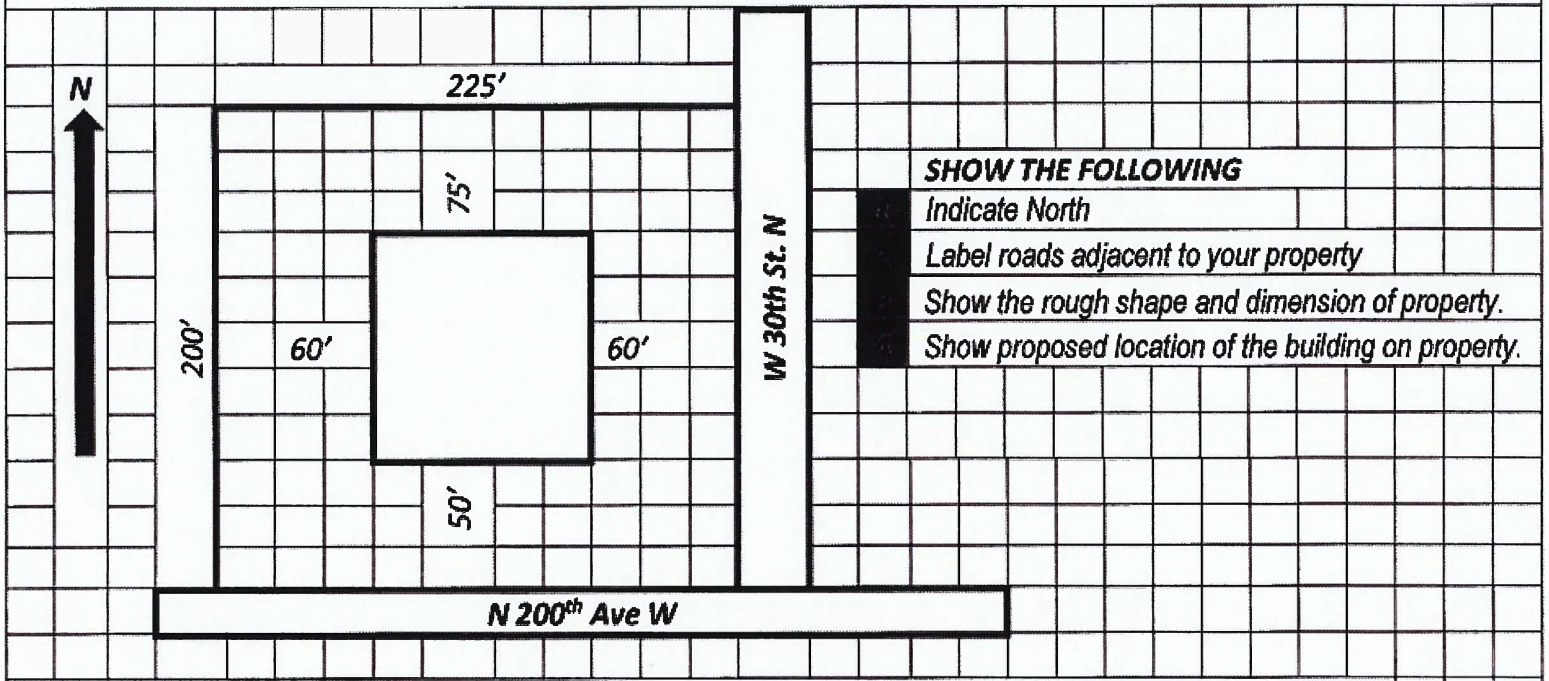 N
225'
75'
200'
60'
60'
50'
W 30th St. N
N 200th Ave W
SHOW THE FOLLOWING
Indicate North
Label roads adjacent to your property
Show the rough shape and dimension of property.
Show proposed location of the building on property.